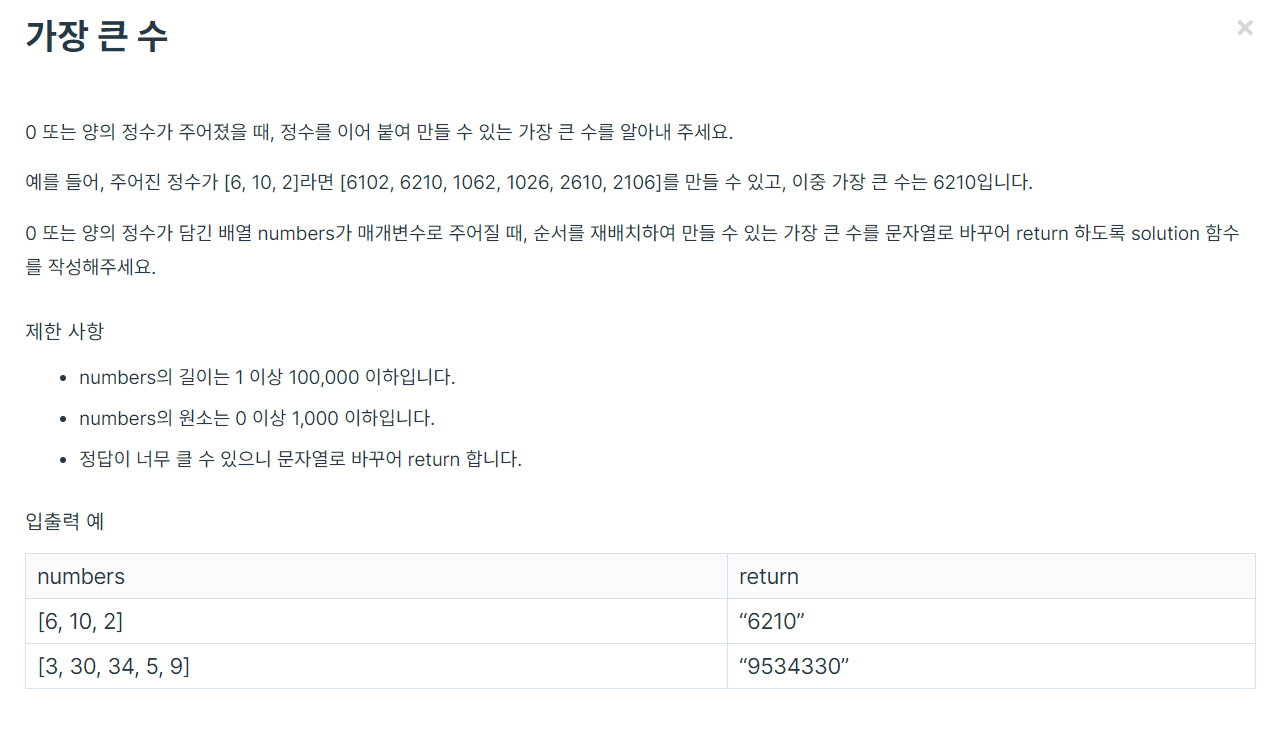 가장 큰 수
×
0 또는 양의 정수가 주어졌을 때, 정수를 이어 붙여 만들 수 있는 가장 큰 수를 알아내 주세요.
예를 들어, 주어진 정수가 [6, 10, 2]라면 [6102, 6210, 1062, 1026, 2610, 2106]를 만들 수 있고, 이중 가장 큰 수는 6210입니다.
0 또는 양의 정수가 담긴 배열 numbers가 매개변수로 주어질 때, 순서를 재배치하여 만들 수 있는 가장 큰 수를 문자열로 바꾸어 return 하도록 solution 함수
를 작성해주세요.
제한 사항
• numbers의 길이는 1 이상 100,000 이하입니다.
• numbers의 원소는 0 이상 1,000 이하입니다.
• 정답이 너무 클 수 있으니 문자열로 바꾸어 return 합니다.
입출력 예
numbers return
[6, 10, 2] “6210”
[3, 30, 34, 5, 9] “9534330”